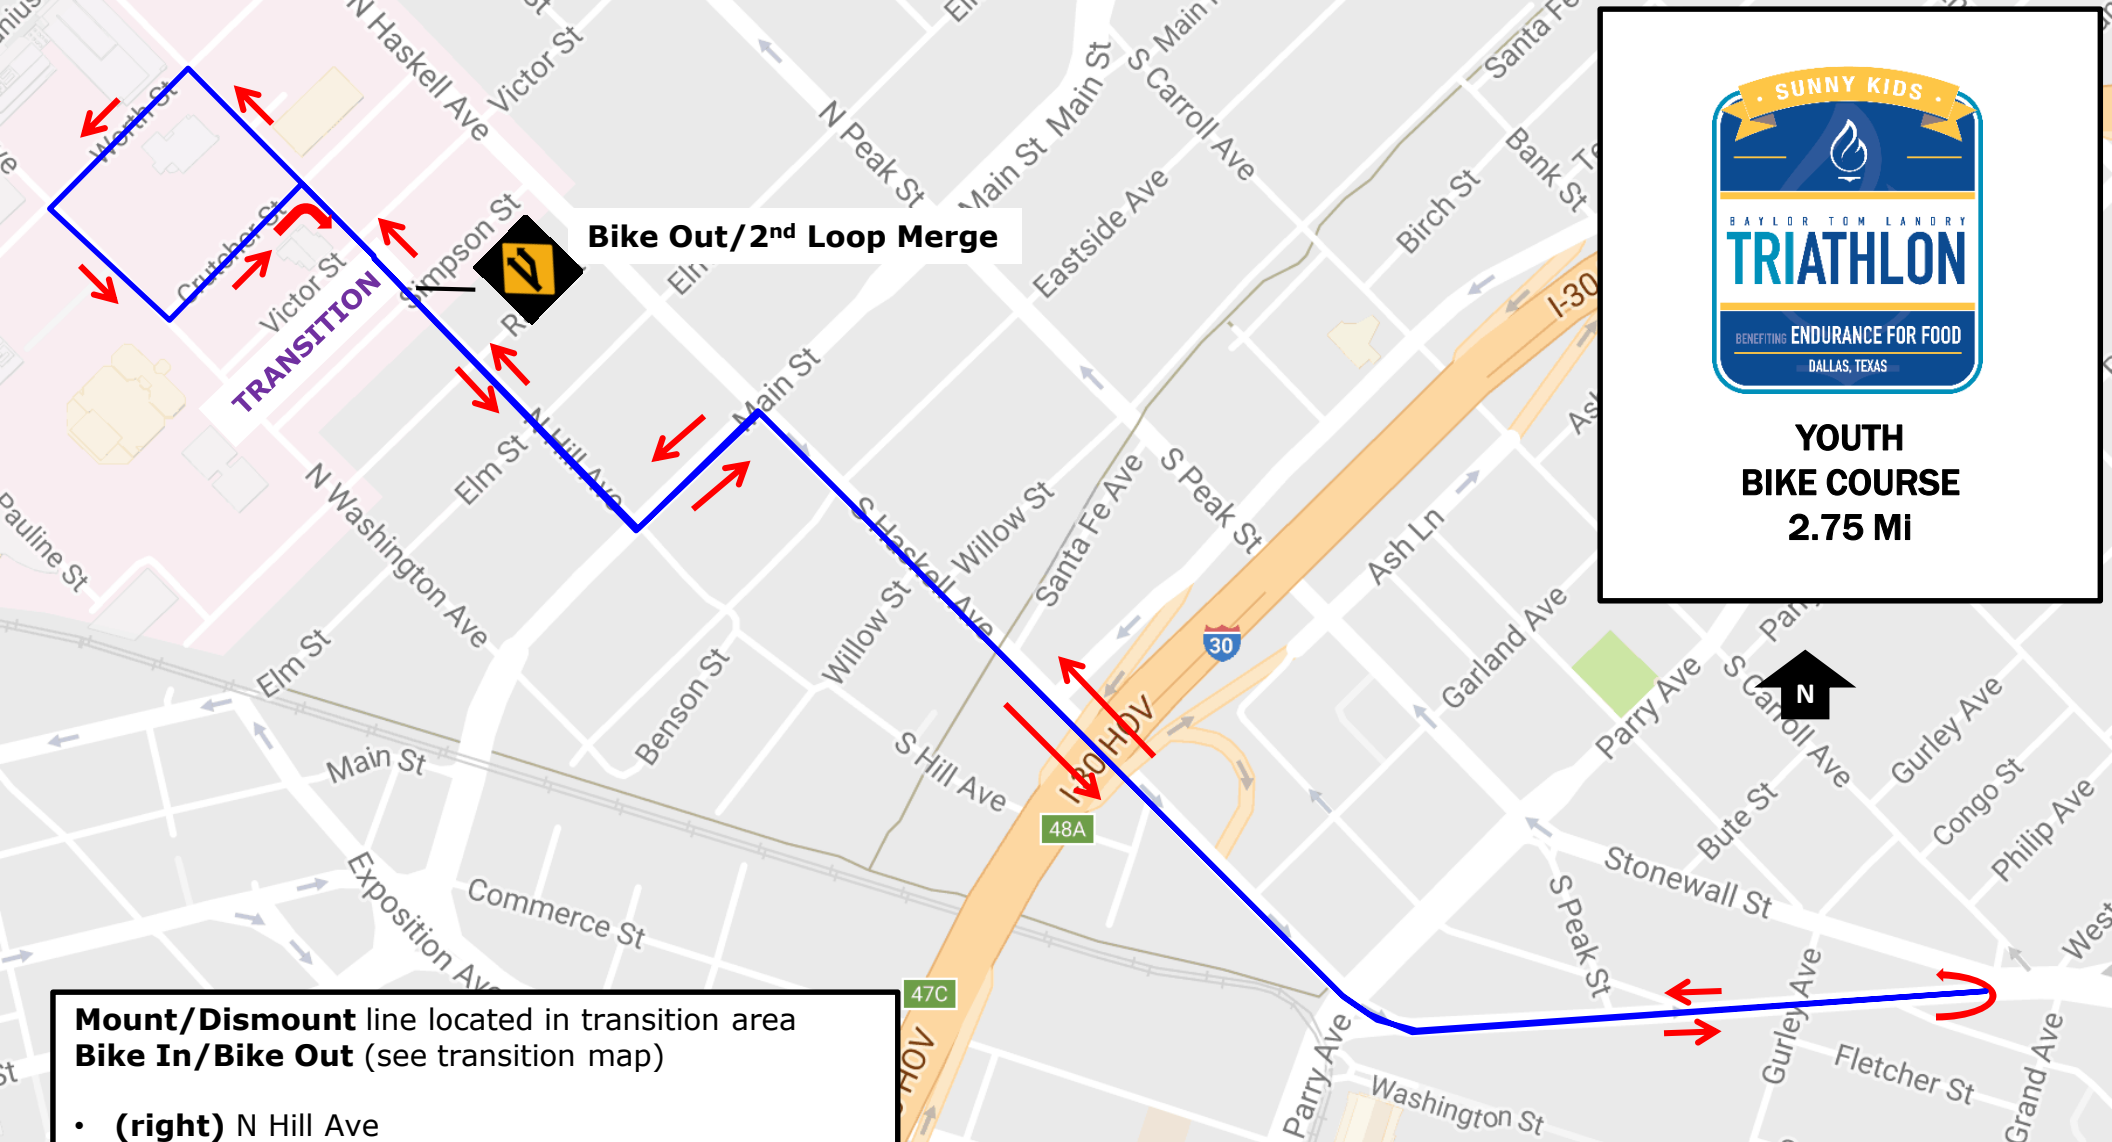 N Haskell Ave
Victor St
St
N Peak St
Main St
Main St
S Main
S Carroll Ave
Santa Fe
Bank St
Birch St
Eastside Ave
Worth St
Crutcher St
Victor St
Simpson St
TRANSITION
Bike Out/2nd Loop Merge
SUNNY KIDS
BAYLOR TOM LANDRY
TRIATHLON
BENEFITING ENDURANCE FOR FOOD
DALLAS, TEXAS
YOUTH
BIKE COURSE
2.75 Mi
N
I-30
Main St
N Hill Ave
Elm St
N Washington Ave
Pauline St
Elm St
Main St
Benson St
Willow St
Willow St
S Haskell Ave
Santa Fe Ave
S Peak St
Ash Ln
Garland Ave
Parry Ave
S Carroll Ave
Gurley Ave
Congo St
Philip Ave
Bute St
Stonewall St
S Peak St
Gurley Ave
Fletcher St
Grand Ave
West
Washington St
Parry Ave
S Hill Ave
30
I-30 HOV
48A
47C
HOV
Exposition Ave
Commerce St
St
Mount/Dismount line located in transition area
Bike In/Bike Out (see transition map)
• (right) N Hill Ave